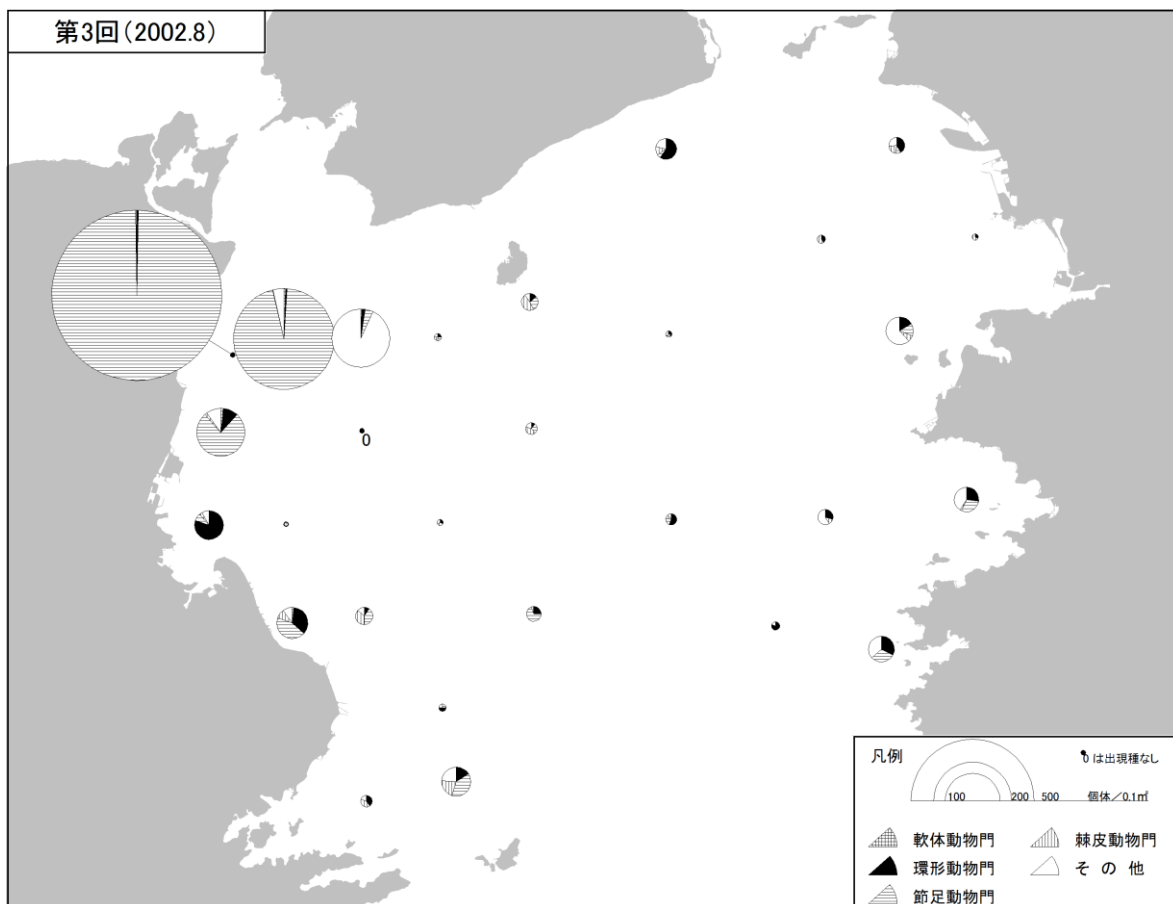 第3回(2002.8)
0
凡例
0 は出現種なし
100 200 500 個体/0.1㎡
軟体動物門 棘皮動物門
環形動物門 そ の 他
節足動物門